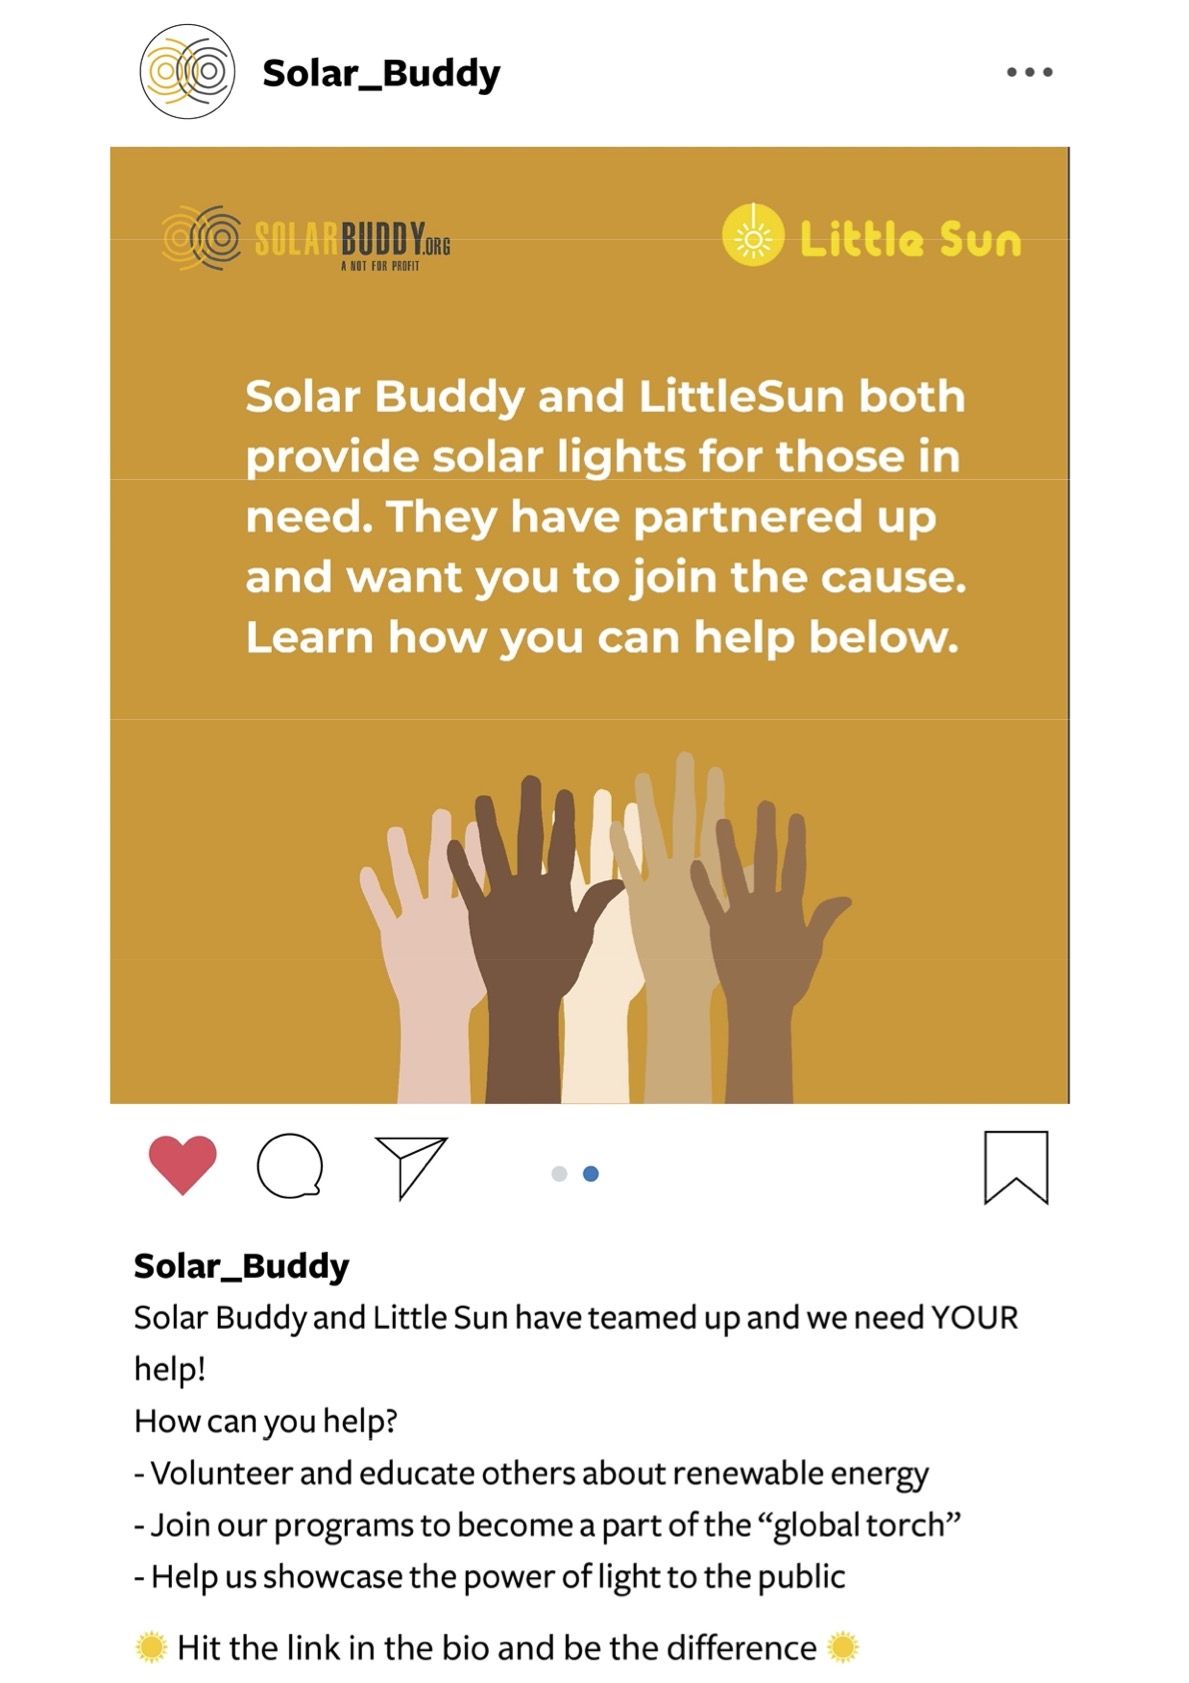 Solar_Buddy
SOLARBUDDY.ORG
A NOT FOR PROFIT
Little Sun
Solar Buddy and LittleSun both
provide solar lights for those in
need. They have partnered up
and want you to join the cause.
Learn how you can help below.
Solar_Buddy
Solar Buddy and Little Sun have teamed up and we need YOUR
help!
How can you help?
- Volunteer and educate others about renewable energy
- Join our programs to become a part of the “global torch”
- Help us showcase the power of light to the public
Hit the link in the bio and be the difference